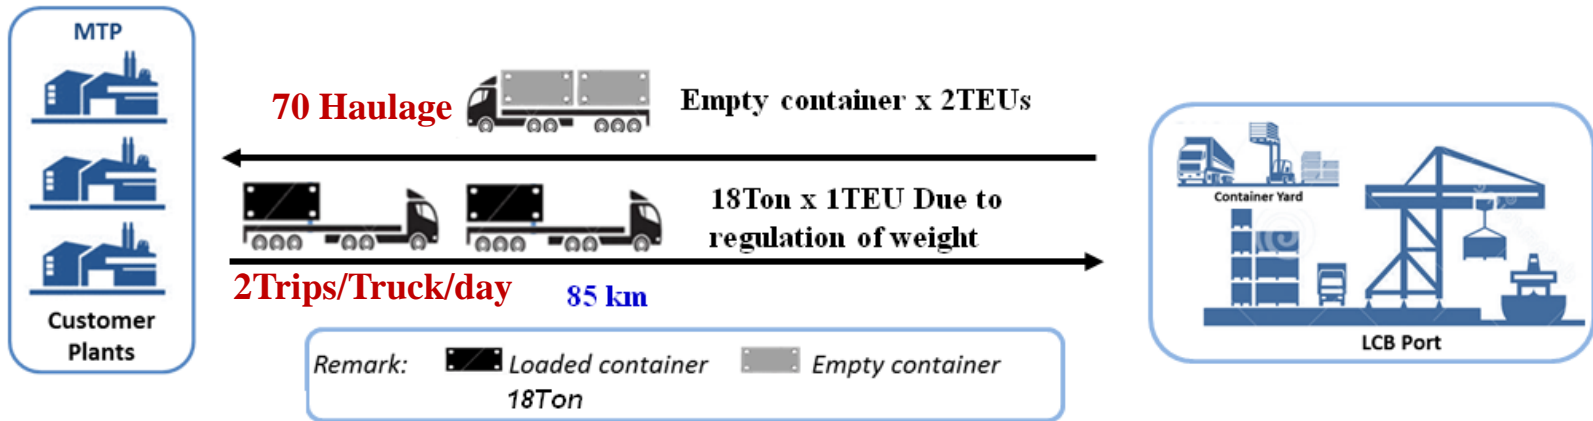 MTP
Customer
Plants
70 Haulage
Empty container x 2TEUs
18Ton x 1TEU Due to
regulation of weight
2Trips/Truck/day
85 km
Remark:
Loaded container
18Ton
Empty container
Container Yard
LCB Port